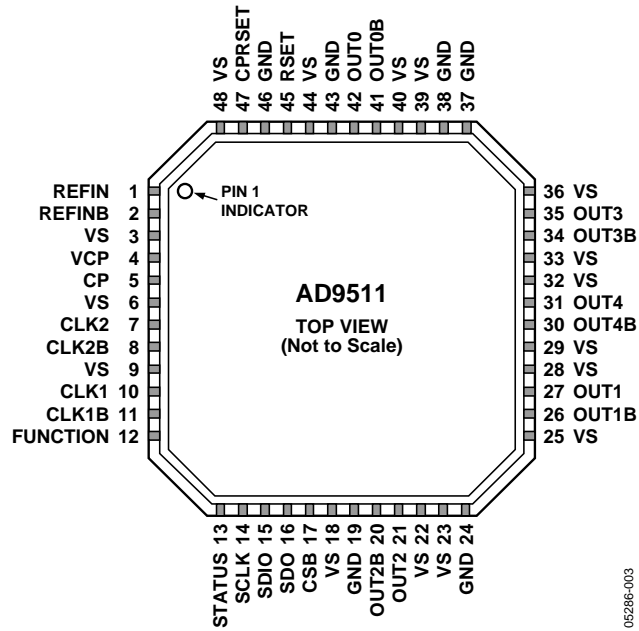 48 VS
47 CPRSET
46 GND
45 RSET
44 VS
43 GND
42 OUT0
41 OUT0B
40 VS
39 VS
38 GND
37 GND
REFIN 1
REFINB 2
VS 3
VCP 4
CP 5
VS 6
CLK2 7
CLK2B 8
VS 9
CLK1 10
CLK1B 11
FUNCTION 12
PIN 1
INDICATOR
AD9511
TOP VIEW
(Not to Scale)
36 VS
35 OUT3
34 OUT3B
33 VS
32 VS
31 OUT4
30 OUT4B
29 VS
28 VS
27 OUT1
26 OUT1B
25 VS
STATUS 13
SCLK 14
SDIO 15
SDO 16
CSB 17
VS 18
GND 19
OUT2B 20
OUT2 21
VS 22
VS 23
GND 24
05286-003